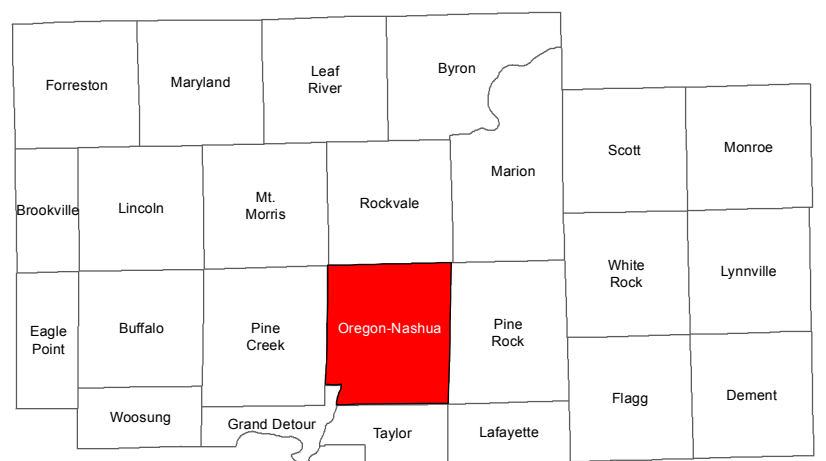 Forreston
Maryland
Leaf
River
Byron
Scott
Monroe
Brookville
Lincoln
Mt.
Morris
Rockvale
Marion
Eagle
Point
Buffalo
Pine
Creek
Oregon-Nashua
Pine
Rock
White
Rock
Lynnville
Woosung
Grand Detour
Taylor
Lafayette
Flagg
Dement